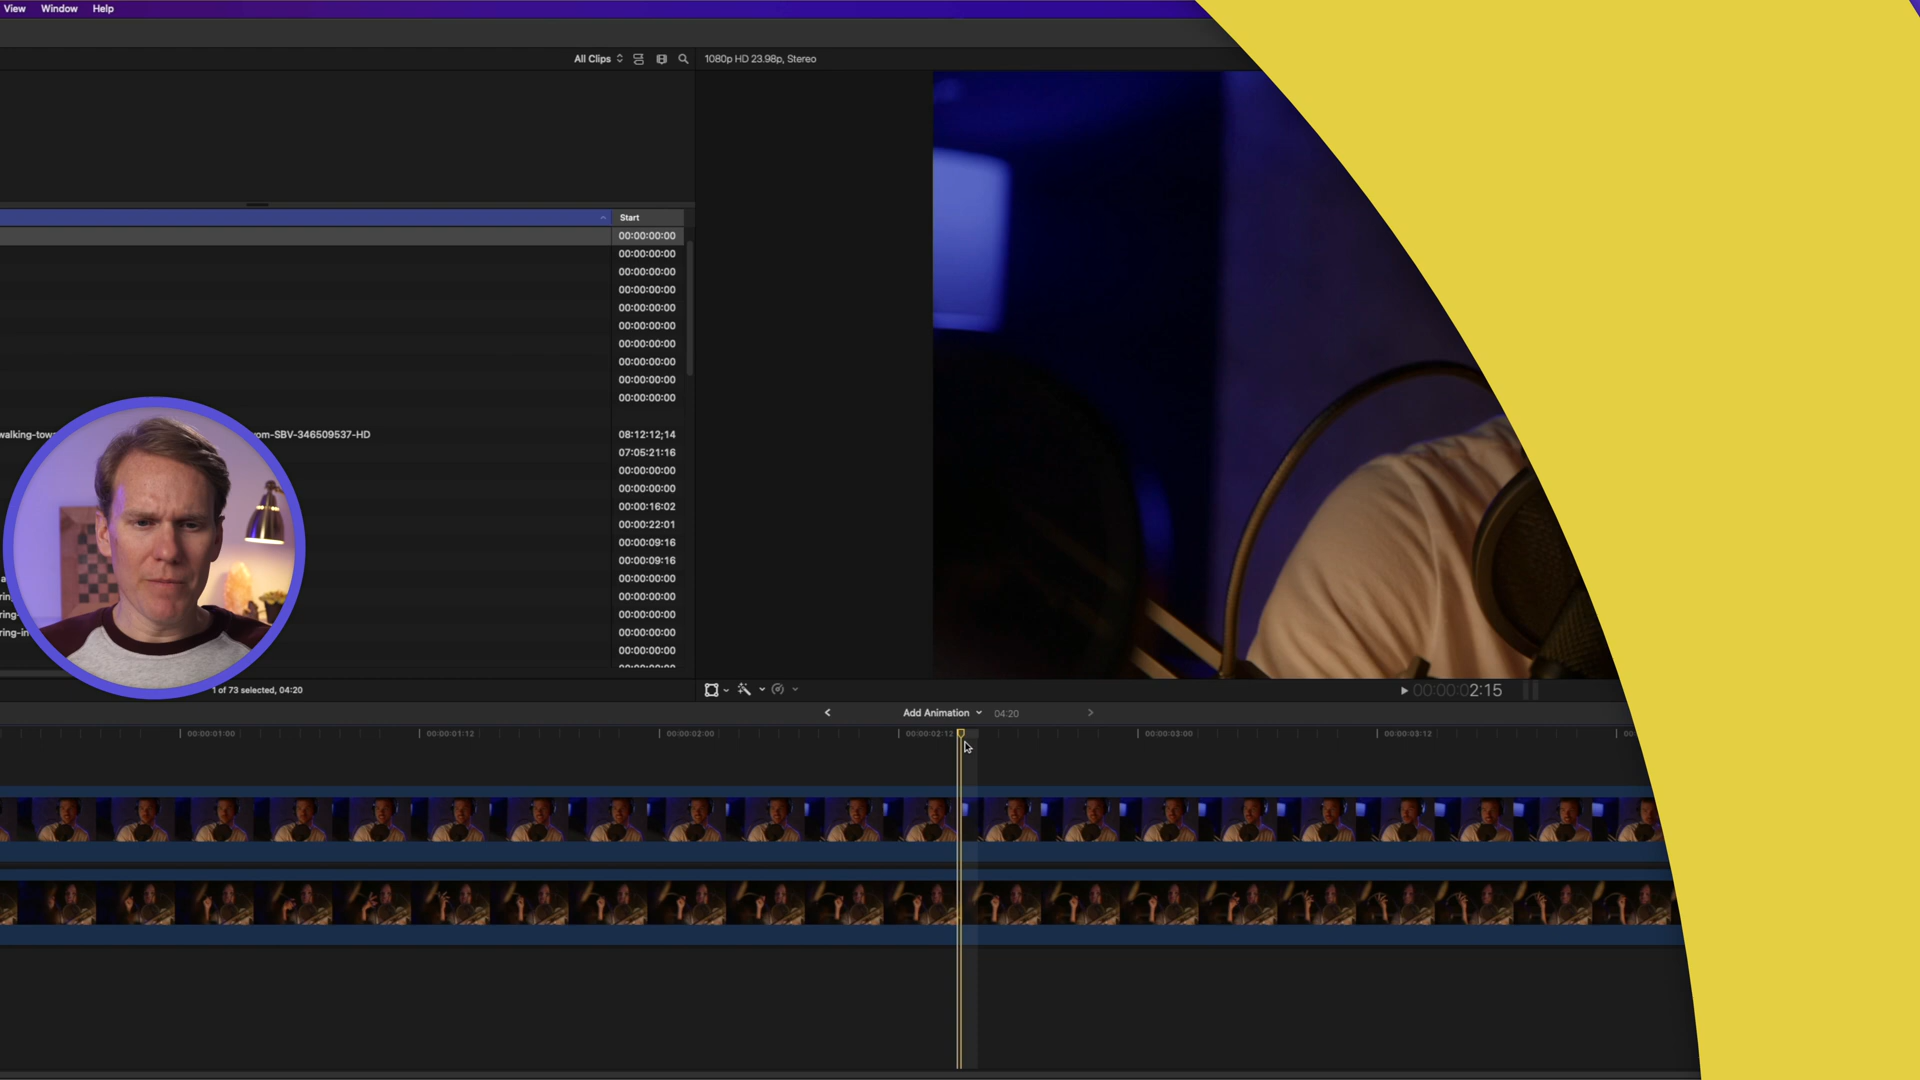 View Window Help
All Clips
1080p HD 23.98p, Stereo
Start
00:00:00:00
00:00:00:00
00:00:00:00
00:00:00:00
00:00:00:00
00:00:00:00
00:00:00:00
00:00:00:00
00:00:00:00
00:00:00:00
walking-tow om-SBV-346509537-HD 08:12:12;14
07:05:21:16
00:00:00:00
00:00:00:00
00:00:16:02
00:00:22:01
00:00:09:16
00:00:09:16
a 00:00:00:00
ring 00:00:00:00
ring- 00:00:00:00
ring-in 00:00:00:00
00:00:00:00
1 of 73 selected, 04:20
00:00:02:15
Add Animation 04:20
00:00:01:00 00:00:01:12 00:00:02:00 00:00:02:12 00:00:03:00 00:00:03:12 00: